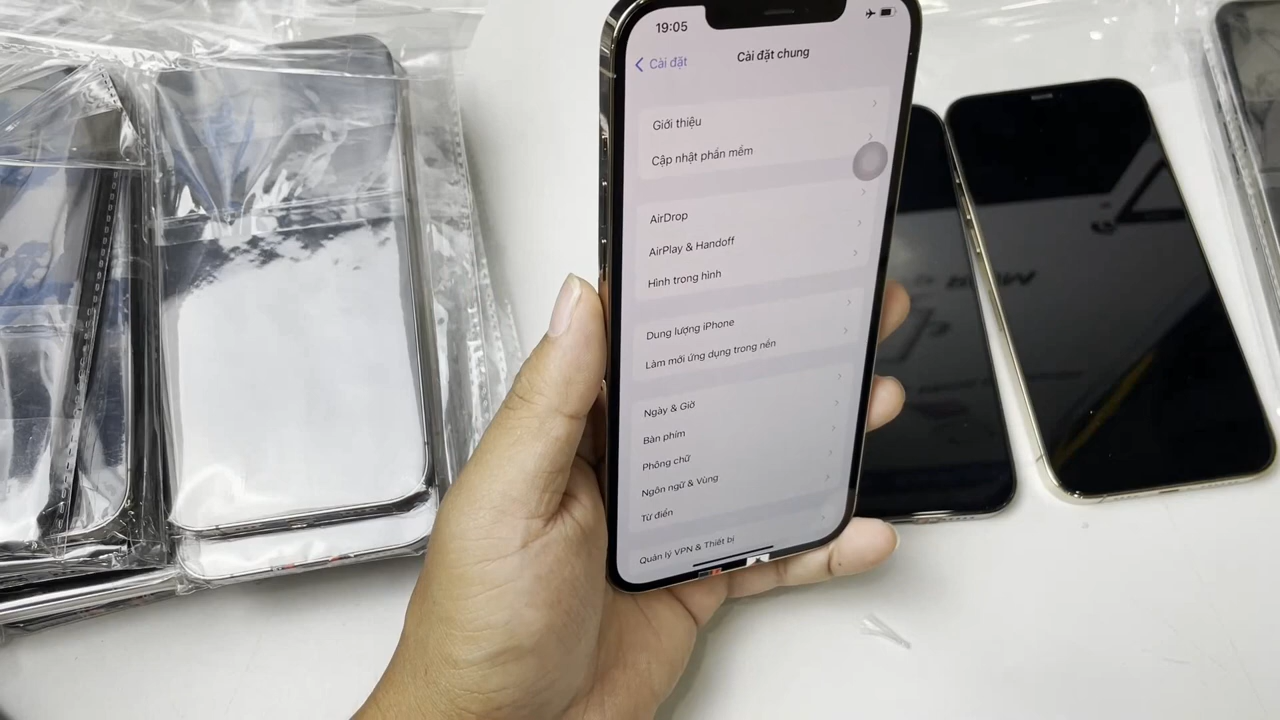 19:05
Cài đặt
Cài đặt chung
Giới thiệu
Cập nhật phần mềm
AirDrop
AirPlay & Handoff
Hình trong hình
Dung lượng iPhone
Làm mới ứng dụng trong nền
Ngày & Giờ
Bàn phím
Phông chữ
Ngôn ngữ & Vùng
Từ điển
Quản lý VPN & Thiết bị